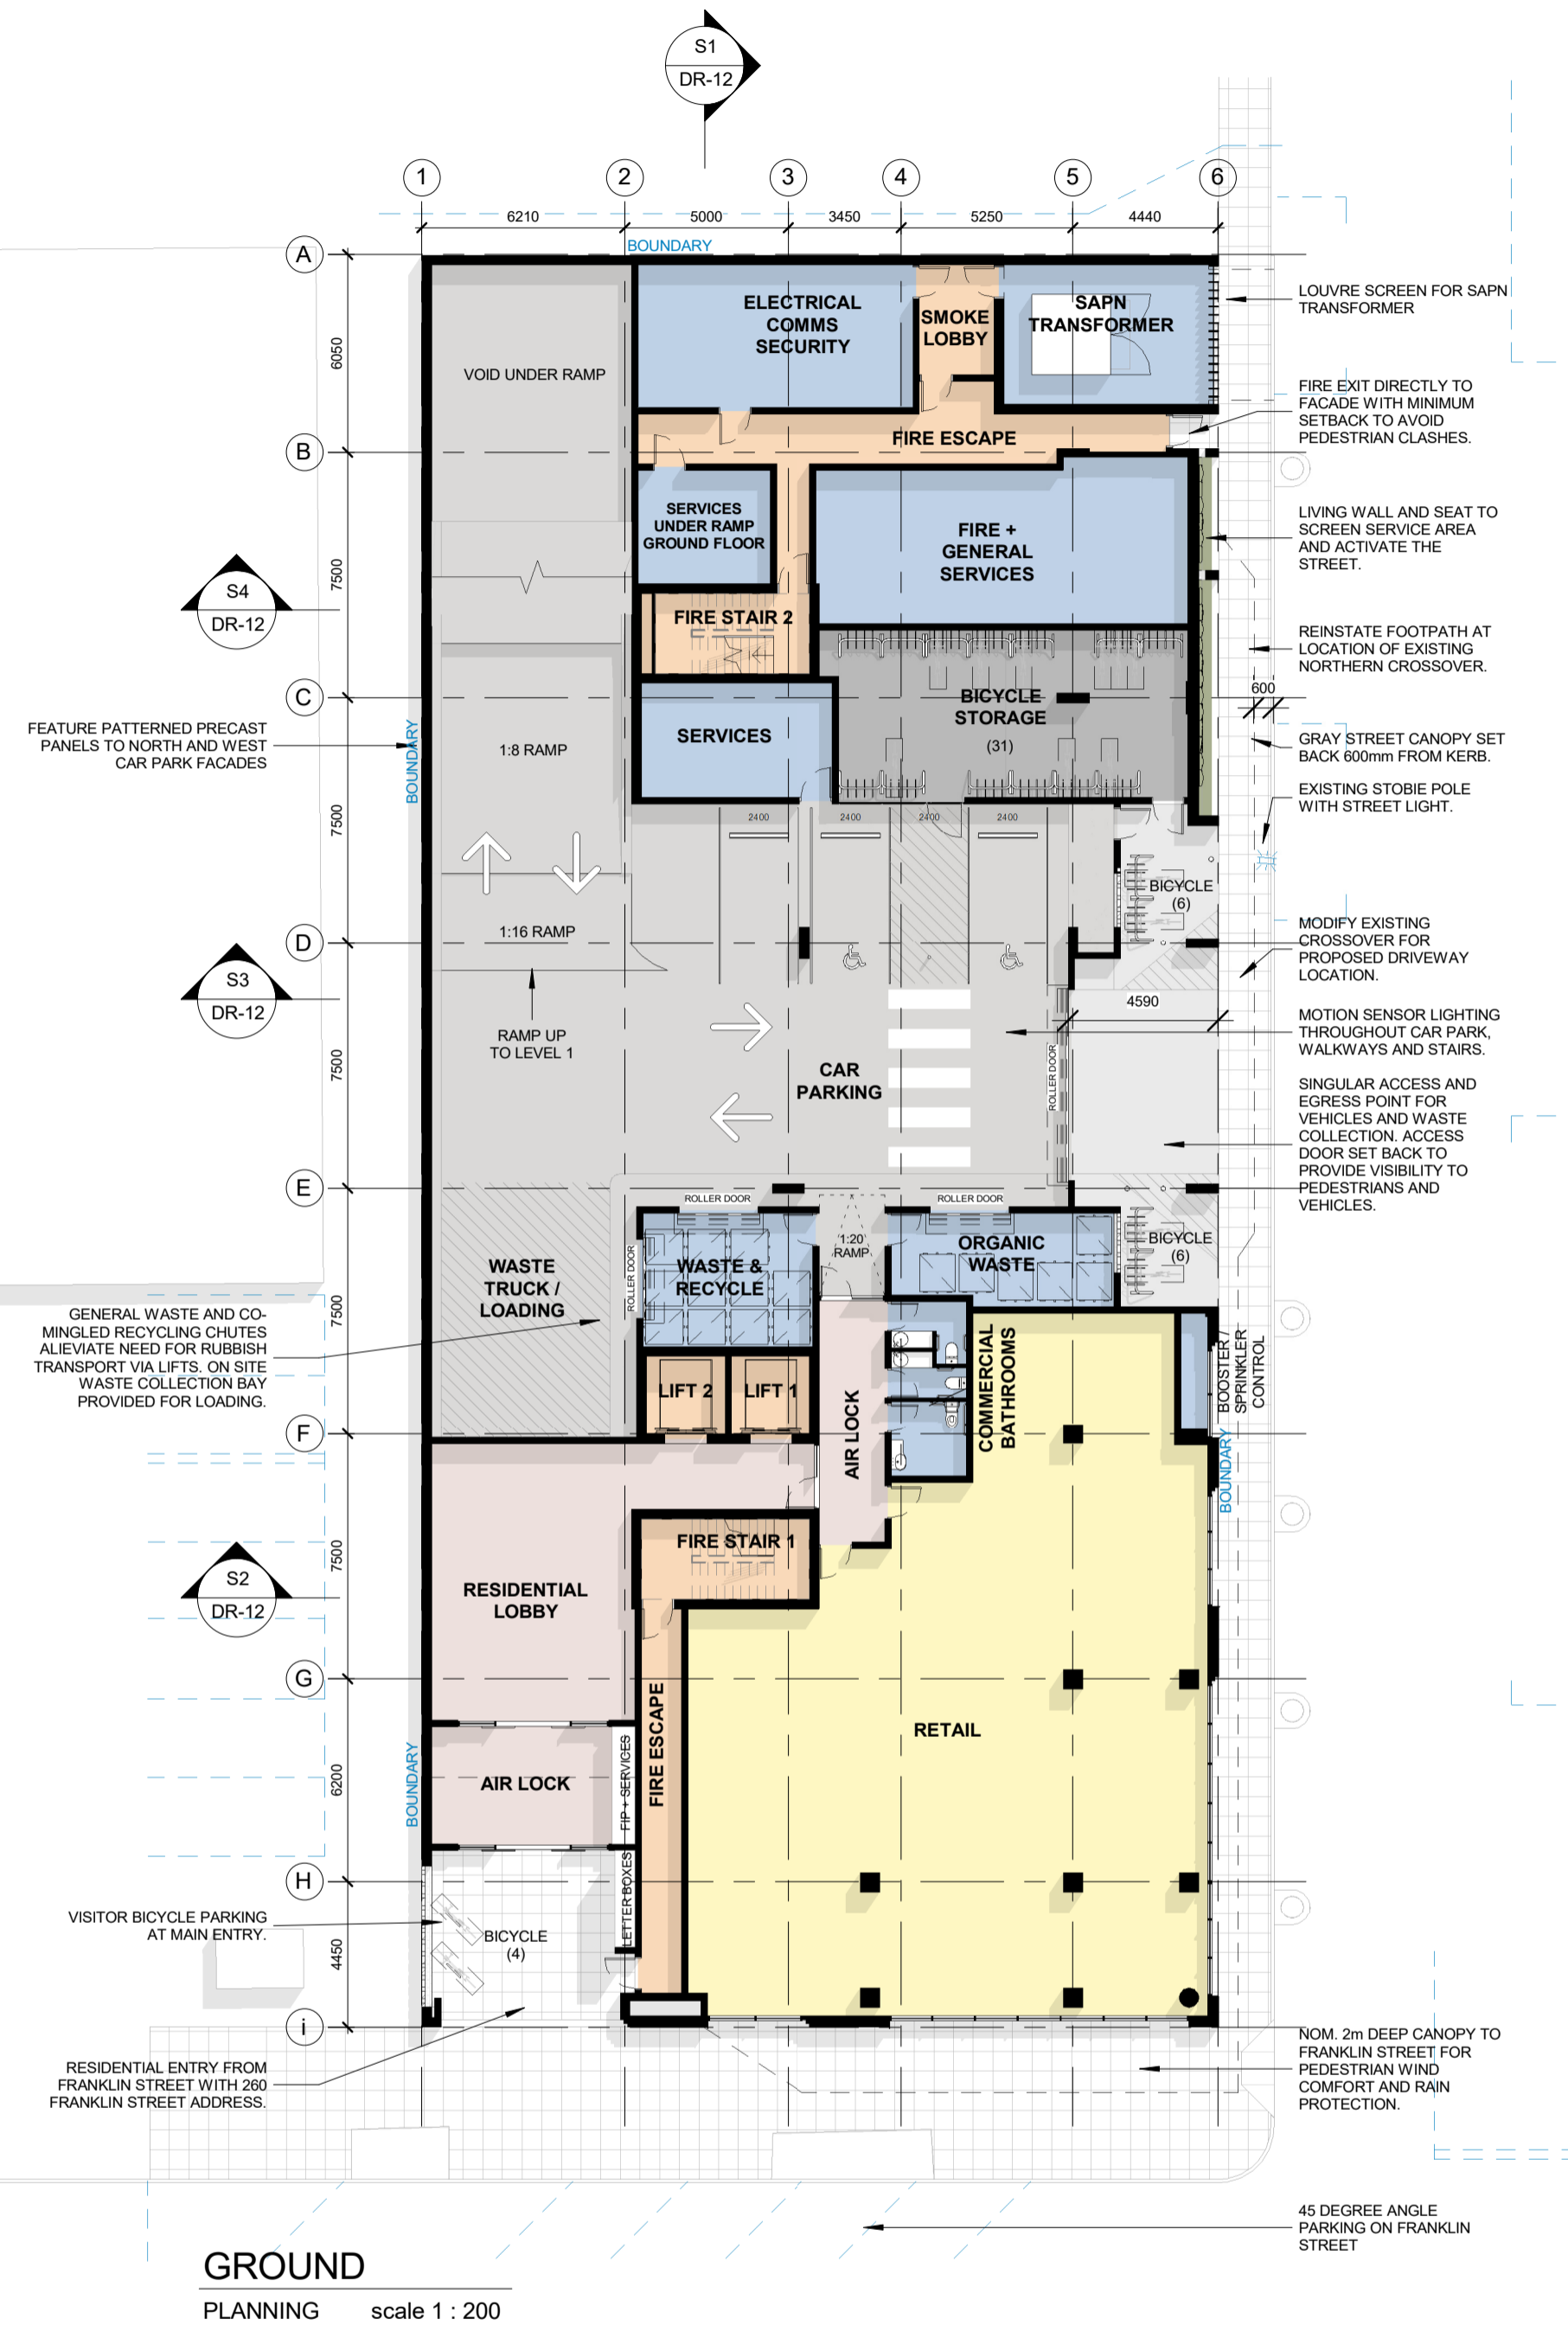 S1
DR-12
1
2
3
4
5
6
6210
5000
3450
5250
4440
BOUNDARY
A
B
C
D
E
F
G
H
i
6050
7500
7500
7500
7500
7500
6200
4450
S4
DR-12
S3
DR-12
S2
DR-12
FEATURE PATTERNED PRECAST
PANELS TO NORTH AND WEST
CAR PARK FACADES
GENERAL WASTE AND CO-
MINGLED RECYCLING CHUTES
ALIEVIATE NEED FOR RUBBISH
TRANSPORT VIA LIFTS. ON SITE
WASTE COLLECTION BAY
PROVIDED FOR LOADING.
VISITOR BICYCLE PARKING
AT MAIN ENTRY.
RESIDENTIAL ENTRY FROM
FRANKLIN STREET WITH 260
FRANKLIN STREET ADDRESS.
BOUNDARY
BOUNDARY
VOID UNDER RAMP
ELECTRICAL
COMMS
SECURITY
SMOKE
LOBBY
SAPN
TRANSFORMER
FIRE ESCAPE
SERVICES
UNDER RAMP
GROUND FLOOR
FIRE +
GENERAL
SERVICES
FIRE STAIR 2
SERVICES
BICYCLE
STORAGE
(31)
1:8 RAMP
2400
2400
2400
2400
BICYCLE
(6)
1:16 RAMP
RAMP UP
TO LEVEL 1
4590
CAR
PARKING
ROLLER DOOR
ROLLER DOOR
ROLLER DOOR
1:20
RAMP
WASTE
TRUCK /
LOADING
ROLLER DOOR
WASTE &
RECYCLE
ORGANIC
WASTE
BICYCLE
(6)
LIFT 2
LIFT 1
AIR LOCK
COMMERCIAL
BATHROOMS
BOOSTER /
SPRINKLER
CONTROL
BOUNDARY
FIRE STAIR 1
RESIDENTIAL
LOBBY
FIRE ESCAPE
RETAIL
AIR LOCK
FIP + SERVICES
LETTER BOXES
BICYCLE
(4)
LOUVRE SCREEN FOR SAPN
TRANSFORMER
FIRE EXIT DIRECTLY TO
FACADE WITH MINIMUM
SETBACK TO AVOID
PEDESTRIAN CLASHES.
LIVING WALL AND SEAT TO
SCREEN SERVICE AREA
AND ACTIVATE THE
STREET.
REINSTATE FOOTPATH AT
LOCATION OF EXISTING
NORTHERN CROSSOVER.
600
GRAY STREET CANOPY SET
BACK 600mm FROM KERB.
EXISTING STOBIE POLE
WITH STREET LIGHT.
MODIFY EXISTING
CROSSOVER FOR
PROPOSED DRIVEWAY
LOCATION.
MOTION SENSOR LIGHTING
THROUGHOUT CAR PARK,
WALKWAYS AND STAIRS.
SINGULAR ACCESS AND
EGRESS POINT FOR
VEHICLES AND WASTE
COLLECTION. ACCESS
DOOR SET BACK TO
PROVIDE VISIBILITY TO
PEDESTRIANS AND
VEHICLES.
NOM. 2m DEEP CANOPY TO
FRANKLIN STREET FOR
PEDESTRIAN WIND
COMFORT AND RAIN
PROTECTION.
45 DEGREE ANGLE
PARKING ON FRANKLIN
STREET
GROUND
PLANNING scale 1 : 200